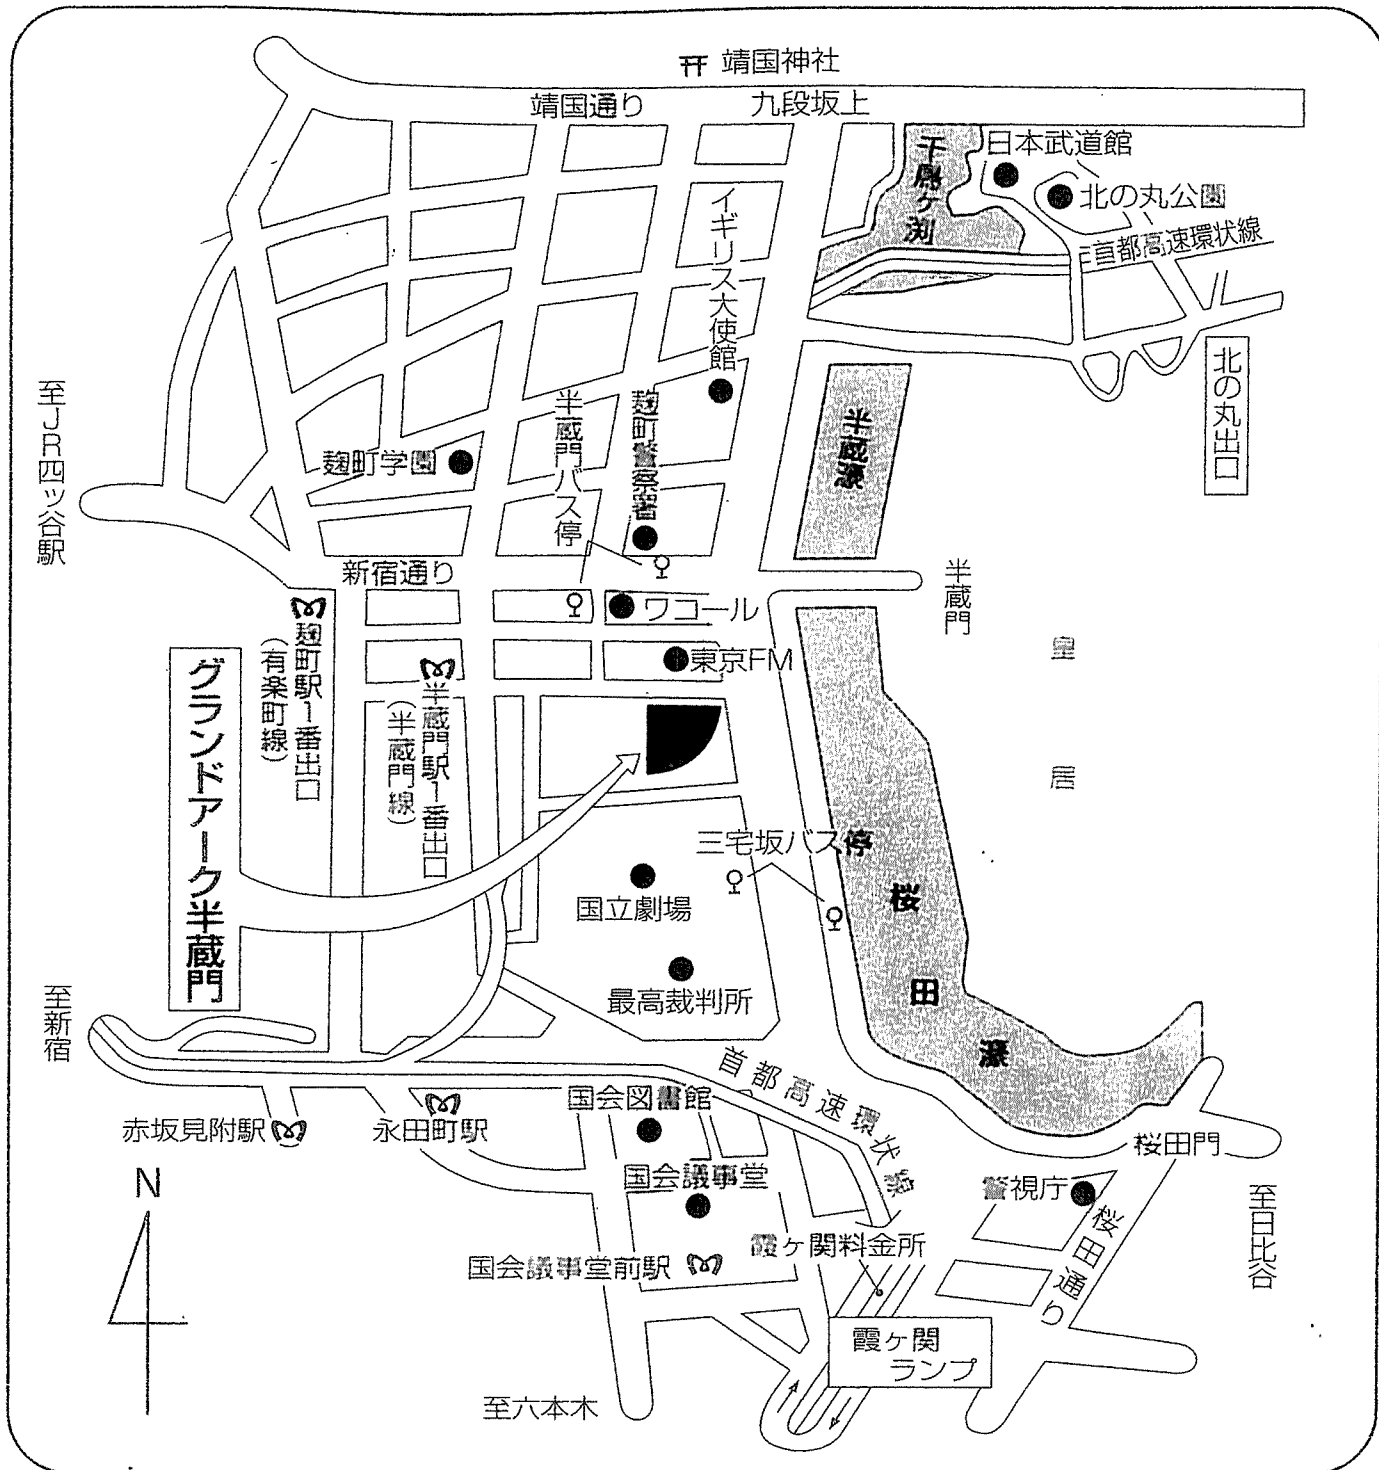 靖国神社
靖国通り
九段坂上
千鳥ヶ渕
日本武道館
北の丸公園
首都高速環状線
イギリス大使館
北の丸出口
至JR四ッ谷駅
半蔵門バス停
麹町警察署
半蔵濠
麹町学園
新宿通り
半蔵門
ワコール
東京FM
皇居
麹町駅1番出口
(有楽町線)
半蔵門駅1番出口
(半蔵門線)
グランドアーク半蔵門
三宅坂バス停
桜田濠
国立劇場
最高裁判所
至新宿
首都高速環状線
国会図書館
赤坂見附駅
永田町駅
桜田門
国会議事堂
警視庁
桜田通り
至日比谷
N
国会議事堂前駅
霞ヶ関料金所
霞ヶ関
ランプ
至六本木